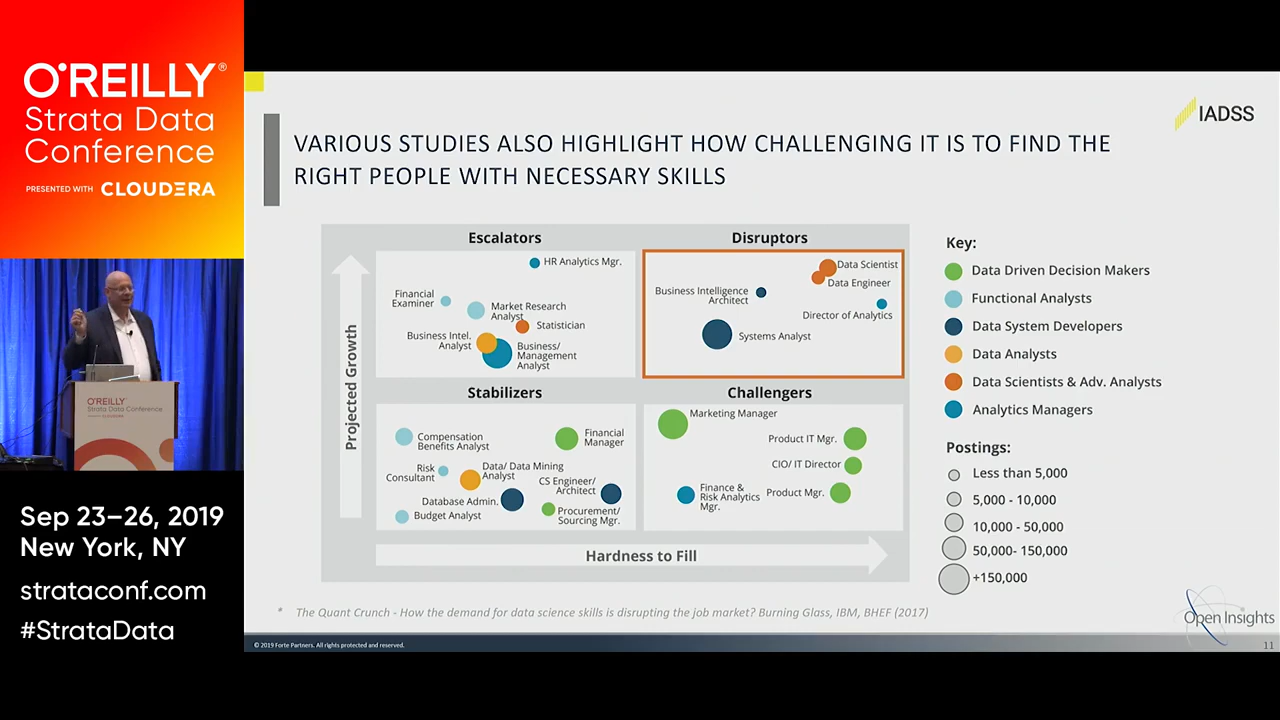 O'REILLY®
Strata Data
Conference
PRESENTED WITH CLOUDERA
O'REILLY
Strata Data Conference
Sep 23–26, 2019
New York, NY
strataconf.com
#StrataData
IADSS
VARIOUS STUDIES ALSO HIGHLIGHT HOW CHALLENGING IT IS TO FIND THE
RIGHT PEOPLE WITH NECESSARY SKILLS
Projected Growth
Escalators
HR Analytics Mgr.
Financial
Examiner
Market Research
Analyst
Statistician
Business Intel.
Analyst
Business/
Management
Analyst
Disruptors
Data Scientist
Data Engineer
Business Intelligence
Architect
Director of Analytics
Systems Analyst
Stabilizers
Compensation
Benefits Analyst
Financial
Manager
Risk
Consultant
Data/ Data Mining
Analyst
CS Engineer/
Architect
Database Admin.
Budget Analyst
Procurement/
Sourcing Mgr.
Challengers
Marketing Manager
Product IT Mgr.
CIO/ IT Director
Finance &
Risk Analytics
Mgr.
Product Mgr.
Hardness to Fill
Key:
Data Driven Decision Makers
Functional Analysts
Data System Developers
Data Analysts
Data Scientists & Adv. Analysts
Analytics Managers
Postings:
Less than 5,000
5,000 - 10,000
10,000 - 50,000
50,000- 150,000
+150,000
* The Quant Crunch - How the demand for data science skills is disrupting the job market? Burning Glass, IBM, BHEF (2017)
Open Insights
© 2019 Forte Partners. All rights protected and reserved.
11